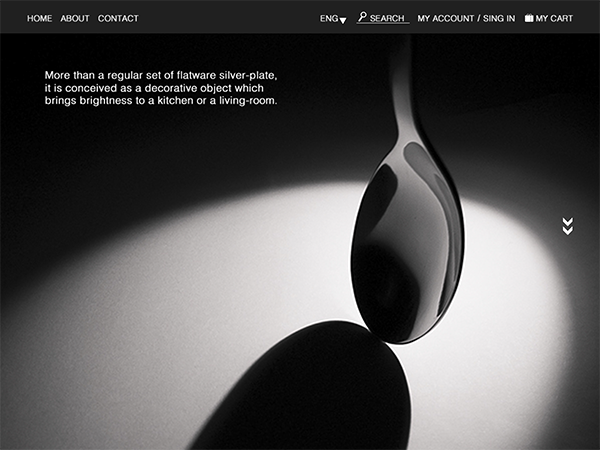 HOME ABOUT CONTACT ENG SEARCH MY ACCOUNT / SING IN MY CART
More than a regular set of flatware silver-plate,
it is conceived as a decorative object which
brings brightness to a kitchen or a living-room.